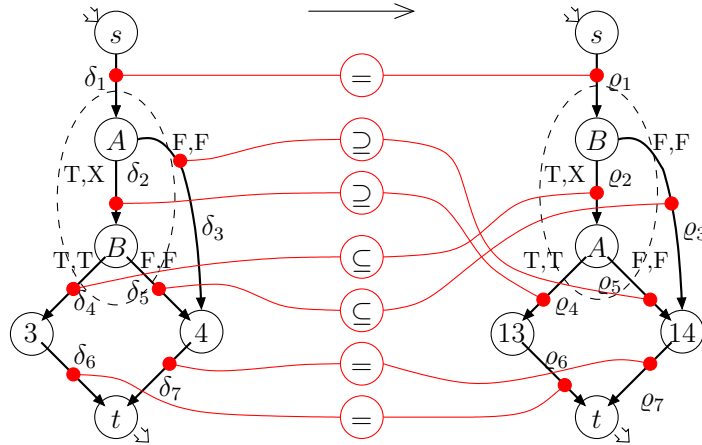 s s
δ1 = ϱ1
A ⊇ B
F,F F,F
T,X δ2 T,X ϱ2
⊇
δ3 ϱ3
B ⊆ A
T,T F,F T,T F,F
δ4 δ5 ⊆ ϱ4 ϱ5
3 4 13 14
δ6 = ϱ6
δ7 ϱ7
t = t